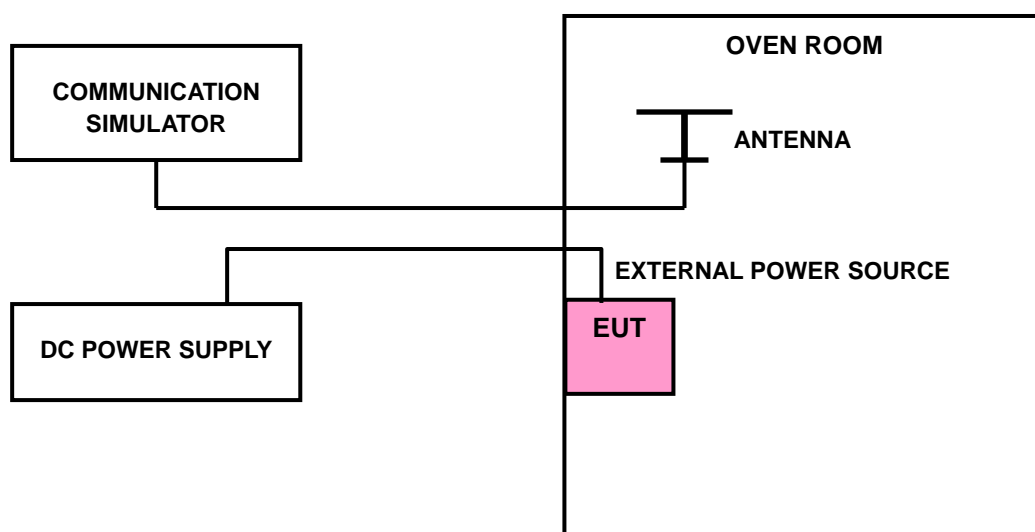 OVEN ROOM
COMMUNICATION
SIMULATOR
ANTENNA
EXTERNAL POWER SOURCE
EUT
DC POWER SUPPLY